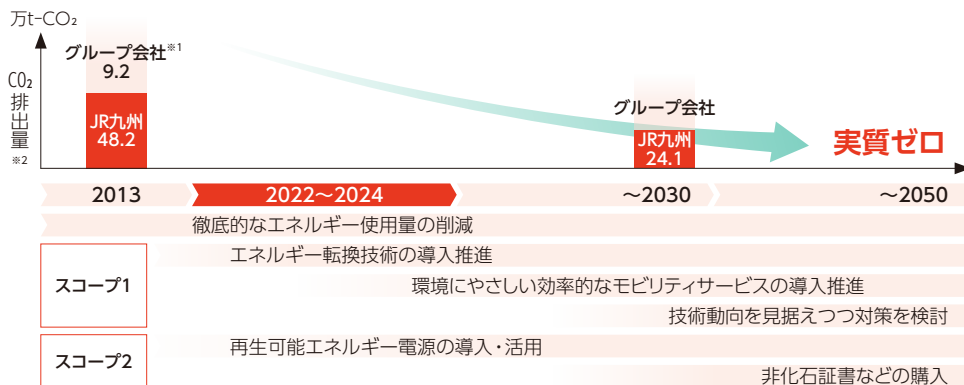 万t-CO₂
グループ会社※1
9.2
CO₂排出量
※2
JR九州
48.2
グループ会社
JR九州
24.1
実質ゼロ
2013
2022～2024
～2030
～2050
徹底的なエネルギー使用量の削減
スコープ1
エネルギー転換技術の導入推進
環境にやさしい効率的なモビリティサービスの導入推進
技術動向を見据えつつ対策を検討
スコープ2
再生可能エネルギー電源の導入・活用
非化石証書などの購入